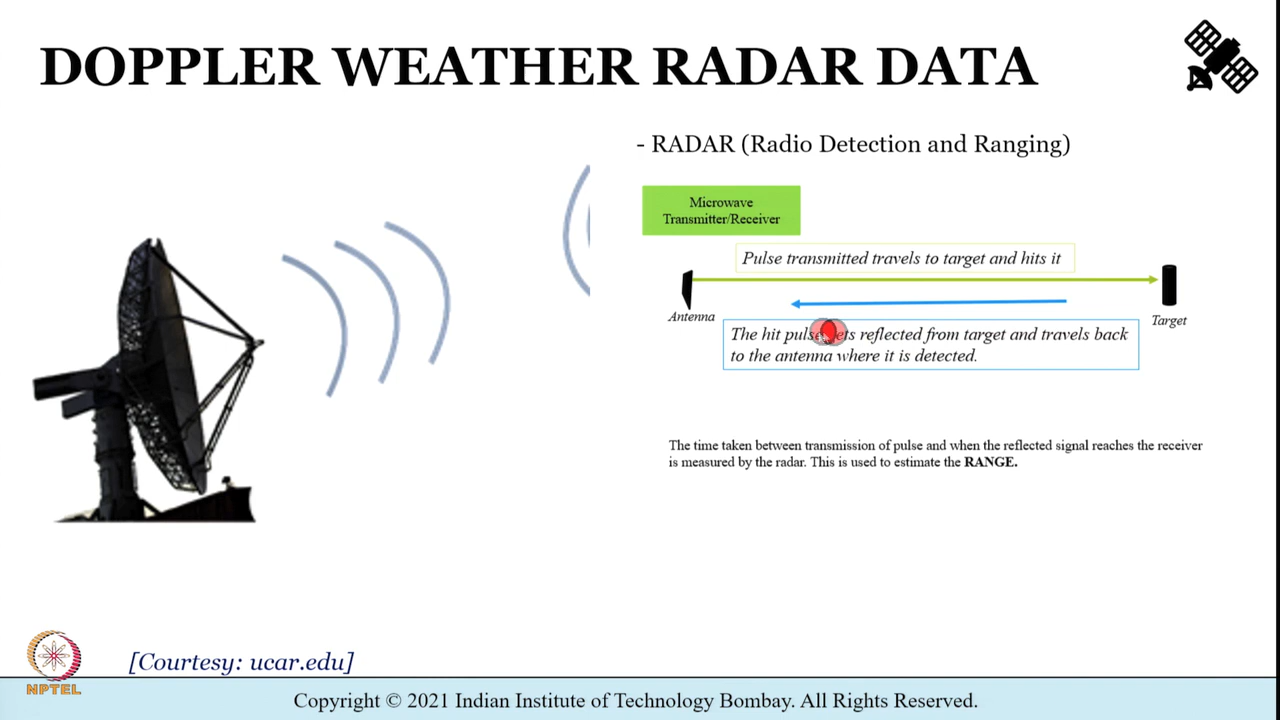 DOPPLER WEATHER RADAR DATA
- RADAR (Radio Detection and Ranging)
Microwave
Transmitter/Receiver
Pulse transmitted travels to target and hits it
Antenna
Target
The hit pulse gets reflected from target and travels back
to the antenna where it is detected.
The time taken between transmission of pulse and when the reflected signal reaches the receiver
is measured by the radar. This is used to estimate the RANGE.
NPTEL
[Courtesy: ucar.edu]
Copyright © 2021 Indian Institute of Technology Bombay. All Rights Reserved.